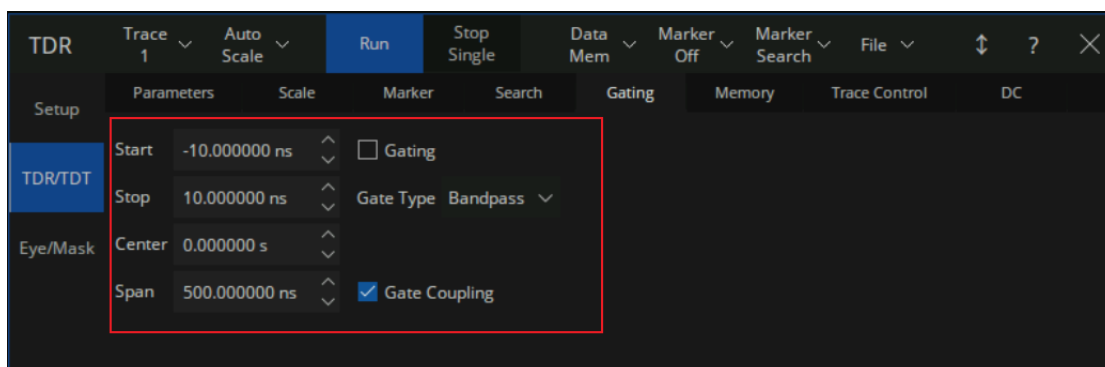 TDR Trace 1 Auto Scale Run Stop Single Data Mem Marker Off Marker Search File ?
Parameters Scale Marker Search Gating Memory Trace Control DC
Setup
TDR/TDT
Eye/Mask
Start -10.000000 ns Gating
Stop 10.000000 ns Gate Type Bandpass
Center 0.000000 s
Span 500.000000 ns Gate Coupling